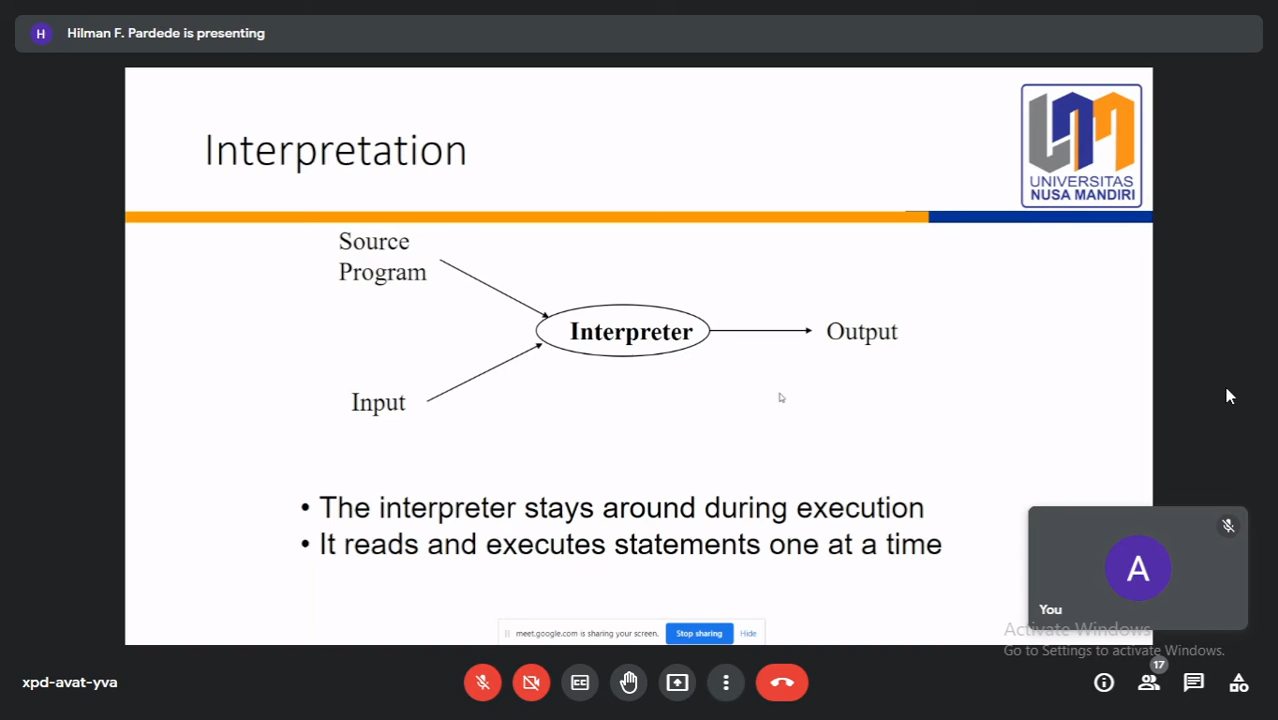 H
Hilman F. Pardede is presenting
Interpretation
UNIVERSITAS
NUSA MANDIRI
Source
Program
Interpreter
Output
Input
• The interpreter stays around during execution
• It reads and executes statements one at a time
A
You
meet.google.com is sharing your screen.
Stop sharing
Hide
Activate Windows
Go to Settings to activate Windows.
xpd-avat-yva
CC
17